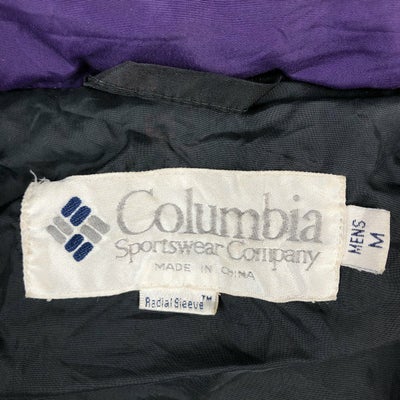 Columbia
Sportswear Company
MADE IN CHINA
Radial Sleeve™
MENS
M